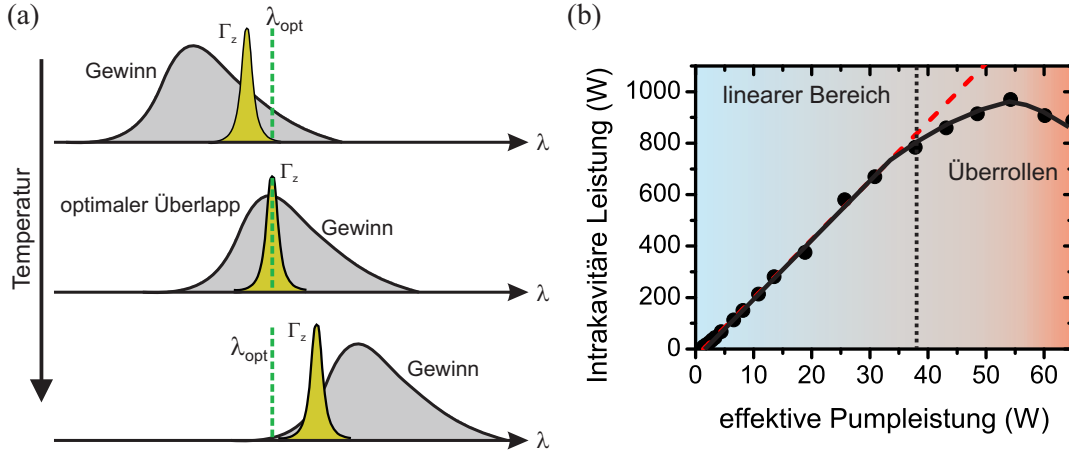 (a)
Temperatur
Gewinn
Γz
λopt
λ
optimaler Überlapp
Γz
Gewinn
λ
λopt
Γz
Gewinn
λ
(b)
Intrakavitäre Leistung (W)
1000
800
600
400
200
0
linearer Bereich
Überrollen
0 10 20 30 40 50 60
effektive Pumpleistung (W)